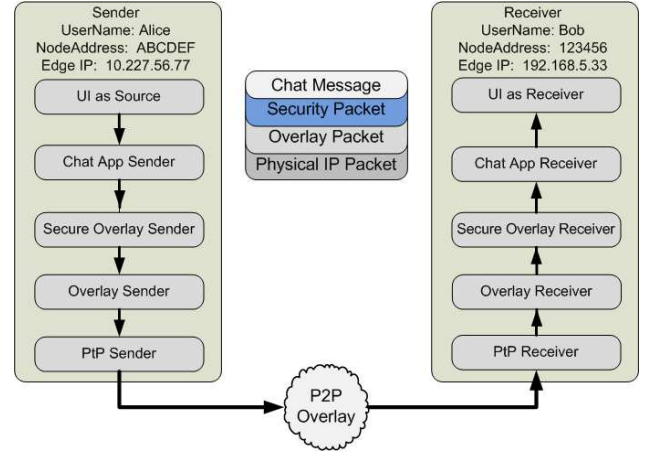 Sender
UserName: Alice
NodeAddress: ABCDEF
Edge IP: 10.227.56.77
UI as Source
Chat App Sender
Secure Overlay Sender
Overlay Sender
PtP Sender
Chat Message
Security Packet
Overlay Packet
Physical IP Packet
P2P
Overlay
Receiver
UserName: Bob
NodeAddress: 123456
Edge IP: 192.168.5.33
UI as Receiver
Chat App Receiver
Secure Overlay Receiver
Overlay Receiver
PtP Receiver